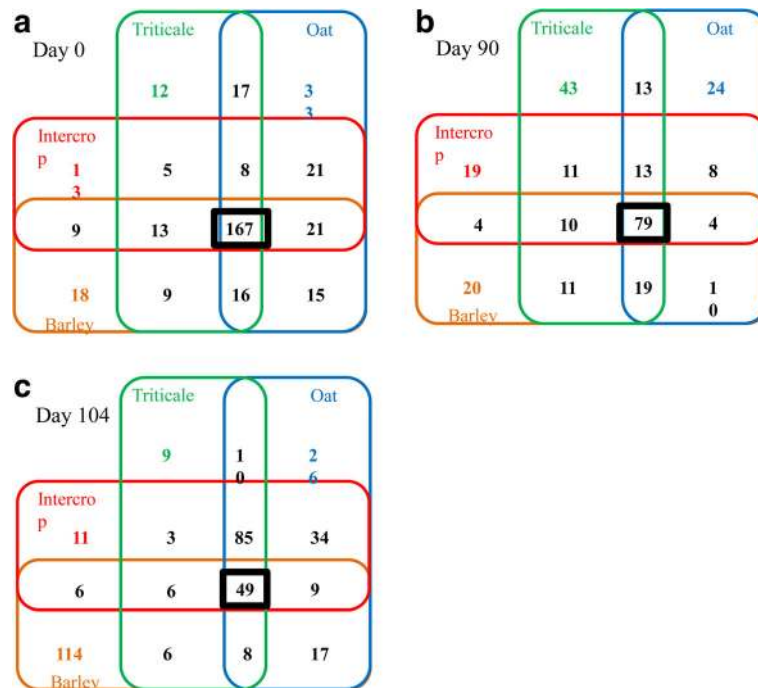 a
Day 0
Triticale
Oat
12
17
3
3
Intercro
p
1
3
5
8
21
9
13
167
21
18
9
16
15
Barley
b
Day 90
Triticale
Oat
43
13
24
Intercro
p
19
11
13
8
4
10
79
4
20
11
19
1
0
Barley
c
Day 104
Triticale
Oat
9
1
0
2
6
Intercro
p
11
3
85
34
6
6
49
9
114
6
8
17
Barley